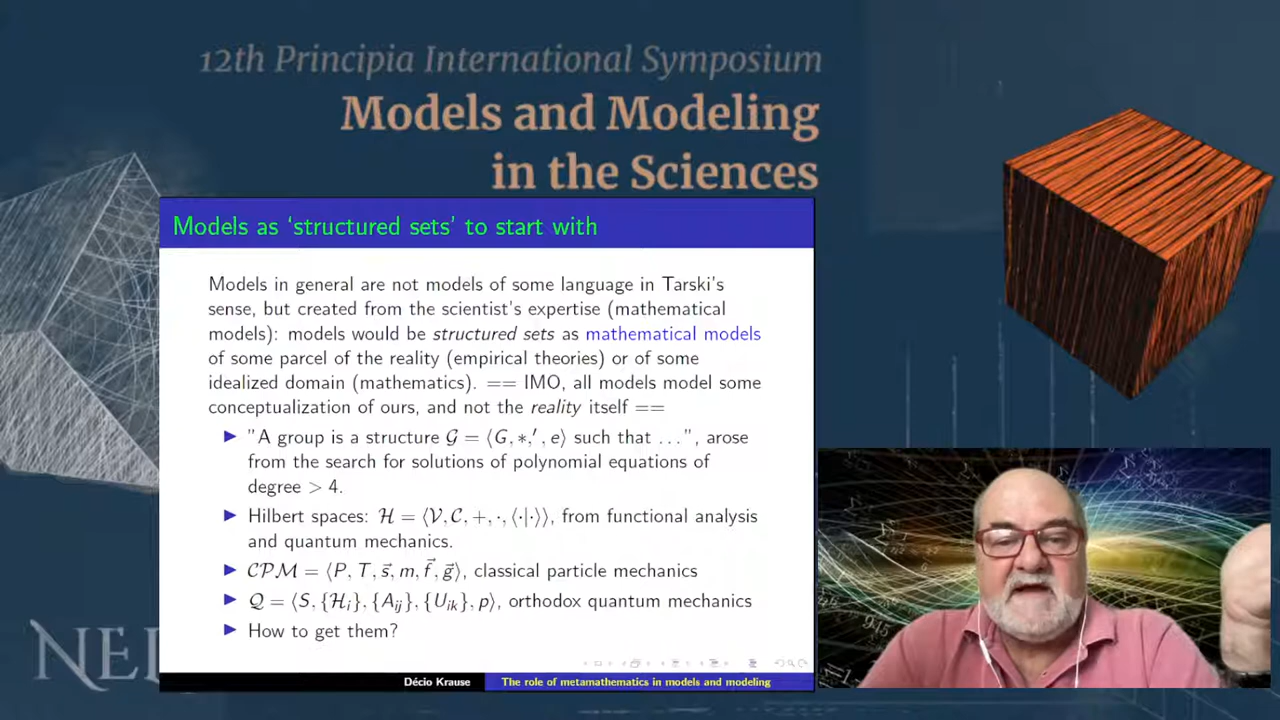 12th Principia International Symposium
Models and Modeling
in the Sciences
Models as ‘structured sets’ to start with
Models in general are not models of some language in Tarski’s
sense, but created from the scientist’s expertise (mathematical
models): models would be structured sets as mathematical models
of some parcel of the reality (empirical theories) or of some
idealized domain (mathematics). == IMO, all models model some
conceptualization of ours, and not the reality itself ==
▶ "A group is a structure 𝒢 = ⟨G, ∗,′ , e⟩ such that …", arose
from the search for solutions of polynomial equations of
degree > 4.
▶ Hilbert spaces: ℋ = ⟨𝒱, 𝒞, +, ·, ⟨·|·⟩⟩, from functional analysis
and quantum mechanics.
▶ 𝒞𝒫ℳ = ⟨P, T, s⃗, m, f⃗, g⃗⟩, classical particle mechanics
▶ 𝒬 = ⟨S, {ℋᵢ}, {Aᵢⱼ}, {Uᵢₖ}, p⟩, orthodox quantum mechanics
▶ How to get them?
Décio Krause The role of metamathematics in models and modeling
NE